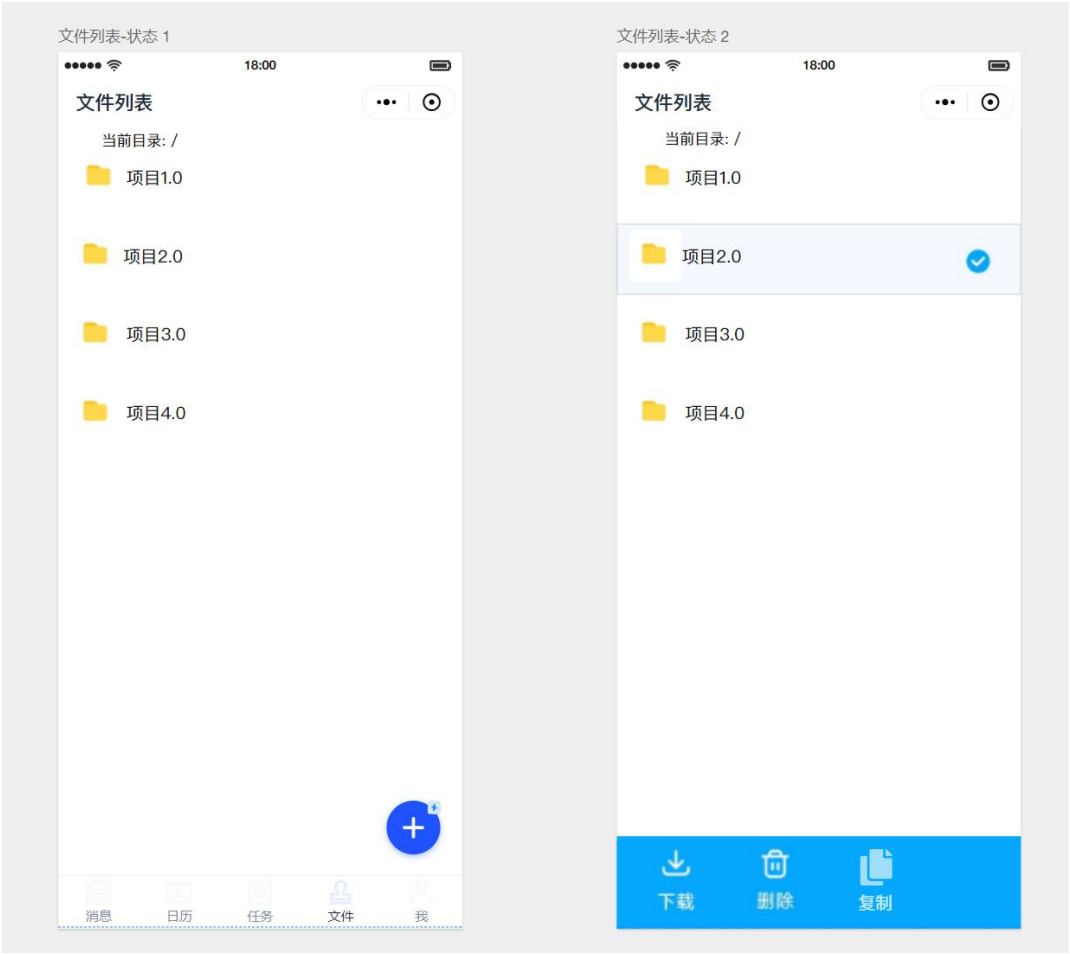 文件列表-状态 1
18:00
文件列表
当前目录: /
项目1.0
项目2.0
项目3.0
项目4.0
消息 日历 任务 文件 我
文件列表-状态 2
18:00
文件列表
当前目录: /
项目1.0
项目2.0
项目3.0
项目4.0
下载 删除 复制